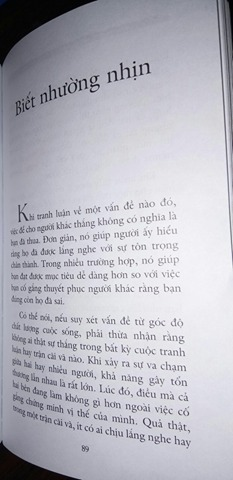 Biết nhường nhịn
Khi tranh luận về một vấn đề nào đó,
việc để cho người khác thắng không có nghĩa là
bạn đã thua. Đơn giản, nó giúp người ấy hiểu
rằng họ đã được lắng nghe với sự tôn trọng
chân thành. Trong nhiều trường hợp, nó giúp
bạn đạt được mục tiêu dễ dàng hơn so với việc
bạn cố gắng thuyết phục người khác rằng bạn
đúng còn họ đã sai.
Có thể nói, nếu suy xét vấn đề từ góc độ
chất lượng cuộc sống, phải thừa nhận rằng
không ai thật sự thắng trong bất kỳ cuộc tranh
luận hay trận cãi vã nào. Khi xảy ra sự va chạm
giữa hai hay nhiều người, khả năng gây tổn
thương lẫn nhau là rất lớn. Lúc đó, điều mà cả
hai bên đang làm không gì hơn ngoài việc cố
gắng chứng minh vị thế của mình. Quả thật,
trong một trận cãi vã, ít có ai chịu lắng nghe hay
89